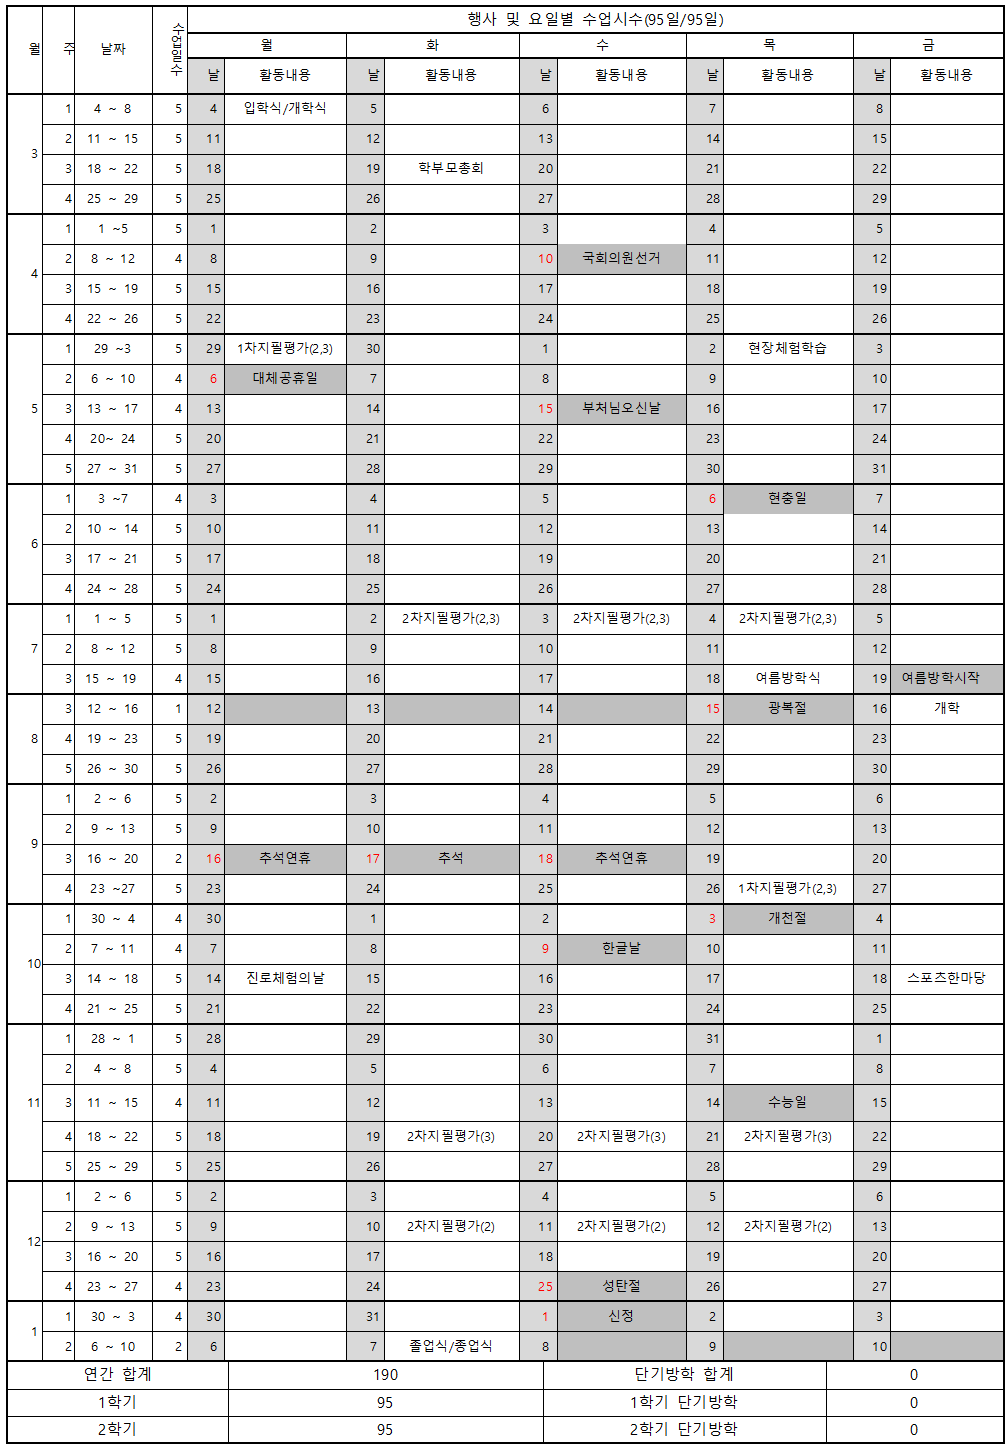 행사 및 요일별 수업시수(95일/95일)
월 주 날짜 수업일수 월 화 수 목 금
날 활동내용 날 활동내용 날 활동내용 날 활동내용 날 활동내용
3
1 4 ~ 8 5 4 입학식/개학식 5 6 7 8
2 11 ~ 15 5 11 12 13 14 15
3 18 ~ 22 5 18 19 학부모총회 20 21 22
4 25 ~ 29 5 25 26 27 28 29
4
1 1 ~5 5 1 2 3 4 5
2 8 ~ 12 4 8 9 10 국회의원선거 11 12
3 15 ~ 19 5 15 16 17 18 19
4 22 ~ 26 5 22 23 24 25 26
5
1 29 ~3 5 29 1차지필평가(2,3) 30 1 2 현장체험학습 3
2 6 ~ 10 4 6 대체공휴일 7 8 9 10
3 13 ~ 17 4 13 14 15 부처님오신날 16 17
4 20~ 24 5 20 21 22 23 24
5 27 ~ 31 5 27 28 29 30 31
6
1 3 ~7 4 3 4 5 6 현충일 7
2 10 ~ 14 5 10 11 12 13 14
3 17 ~ 21 5 17 18 19 20 21
4 24 ~ 28 5 24 25 26 27 28
7
1 1 ~ 5 5 1 2 2차지필평가(2,3) 3 2차지필평가(2,3) 4 2차지필평가(2,3) 5
2 8 ~ 12 5 8 9 10 11 12
3 15 ~ 19 4 15 16 17 18 여름방학식 19 여름방학시작
8
3 12 ~ 16 1 12 13 14 15 광복절 16 개학
4 19 ~ 23 5 19 20 21 22 23
5 26 ~ 30 5 26 27 28 29 30
9
1 2 ~ 6 5 2 3 4 5 6
2 9 ~ 13 5 9 10 11 12 13
3 16 ~ 20 2 16 추석연휴 17 추석 18 추석연휴 19 20
4 23 ~27 5 23 24 25 26 1차지필평가(2,3) 27
10
1 30 ~ 4 4 30 1 2 3 개천절 4
2 7 ~ 11 4 7 8 9 한글날 10 11
3 14 ~ 18 5 14 진로체험의날 15 16 17 18 스포츠한마당
4 21 ~ 25 5 21 22 23 24 25
11
1 28 ~ 1 5 28 29 30 31 1
2 4 ~ 8 5 4 5 6 7 8
3 11 ~ 15 4 11 12 13 14 수능일 15
4 18 ~ 22 5 18 19 2차지필평가(3) 20 2차지필평가(3) 21 2차지필평가(3) 22
5 25 ~ 29 5 25 26 27 28 29
12
1 2 ~ 6 5 2 3 4 5 6
2 9 ~ 13 5 9 10 2차지필평가(2) 11 2차지필평가(2) 12 2차지필평가(2) 13
3 16 ~ 20 5 16 17 18 19 20
4 23 ~ 27 4 23 24 25 성탄절 26 27
1
1 30 ~ 3 4 30 31 1 신정 2 3
2 6 ~ 10 2 6 7 졸업식/종업식 8 9 10
연간 합계 190 단기방학 합계 0
1학기 95 1학기 단기방학 0
2학기 95 2학기 단기방학 0